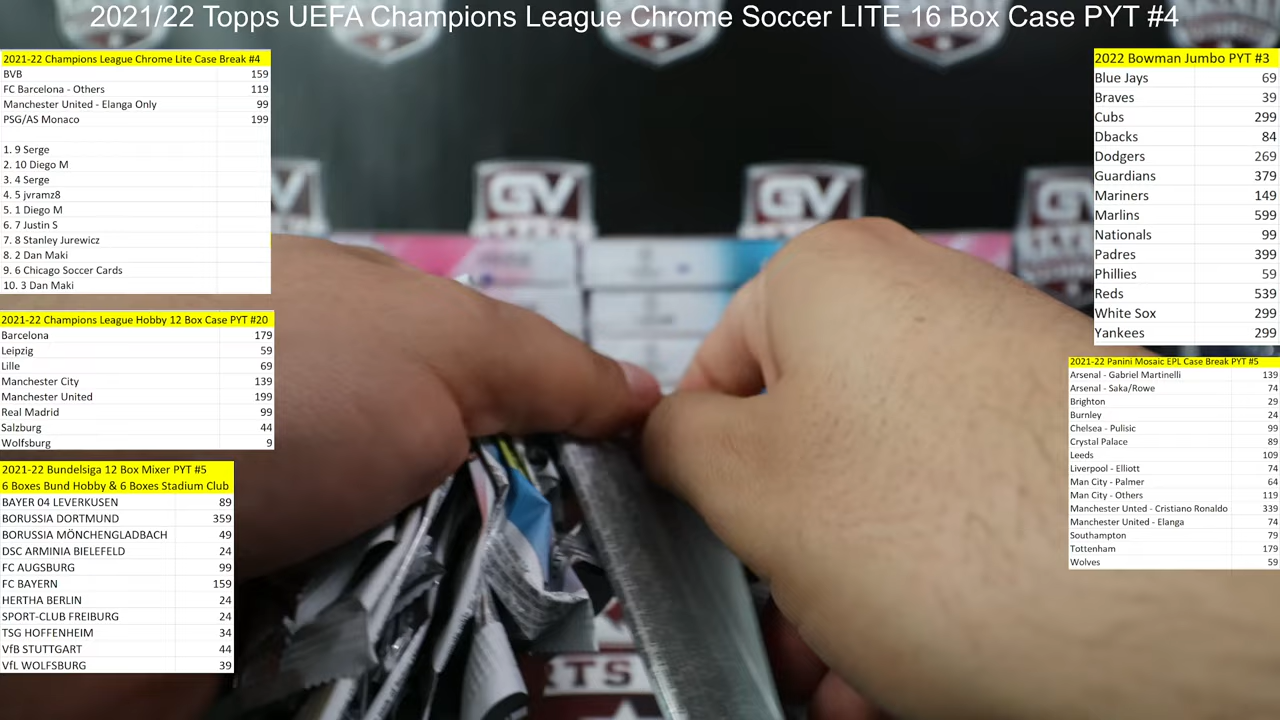 2021/22 Topps UEFA Champions League Chrome Soccer LITE 16 Box Case PYT #4
2021-22 Champions League Chrome Lite Case Break #4
BVB 159
FC Barcelona - Others 119
Manchester United - Elanga Only 99
PSG/AS Monaco 199
1. 9 Serge
2. 10 Diego M
3. 4 Serge
4. 5 jvramz8
5. 1 Diego M
6. 7 Justin S
7. 8 Stanley Jurewicz
8. 2 Dan Maki
9. 6 Chicago Soccer Cards
10. 3 Dan Maki
2021-22 Champions League Hobby 12 Box Case PYT #20
Barcelona 179
Leipzig 59
Lille 69
Manchester City 139
Manchester United 199
Real Madrid 99
Salzburg 44
Wolfsburg 9
2021-22 Bundelsiga 12 Box Mixer PYT #5
6 Boxes Bund Hobby & 6 Boxes Stadium Club
BAYER 04 LEVERKUSEN 89
BORUSSIA DORTMUND 359
BORUSSIA MÖNCHENGLADBACH 49
DSC ARMINIA BIELEFELD 24
FC AUGSBURG 99
FC BAYERN 159
HERTHA BERLIN 24
SPORT-CLUB FREIBURG 24
TSG HOFFENHEIM 34
VfB STUTTGART 44
VfL WOLFSBURG 39
2022 Bowman Jumbo PYT #3
Blue Jays 69
Braves 39
Cubs 299
Dbacks 84
Dodgers 269
Guardians 379
Mariners 149
Marlins 599
Nationals 99
Padres 399
Phillies 59
Reds 539
White Sox 299
Yankees 299
2021-22 Panini Mosaic EPL Case Break PYT #5
Arsenal - Gabriel Martinelli 139
Arsenal - Saka/Rowe 74
Brighton 29
Burnley 24
Chelsea - Pulisic 99
Crystal Palace 89
Leeds 109
Liverpool - Elliott 74
Man City - Palmer 64
Man City - Others 119
Manchester Unted - Cristiano Ronaldo 339
Manchester United - Elanga 74
Southampton 79
Tottenham 179
Wolves 59
GV
GV
RTS